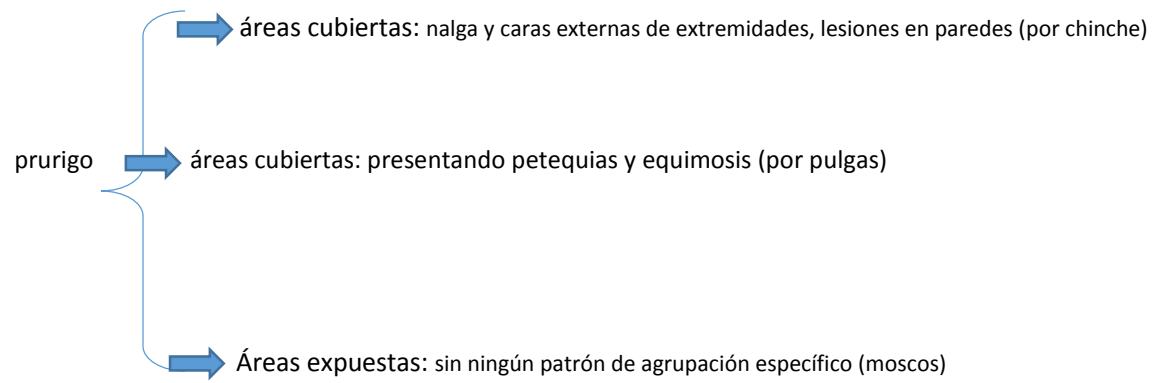 áreas cubiertas: nalga y caras externas de extremidades, lesiones en paredes (por chinche)
prurigo áreas cubiertas: presentando petequias y equimosis (por pulgas)
Áreas expuestas: sin ningún patrón de agrupación específico (moscos)